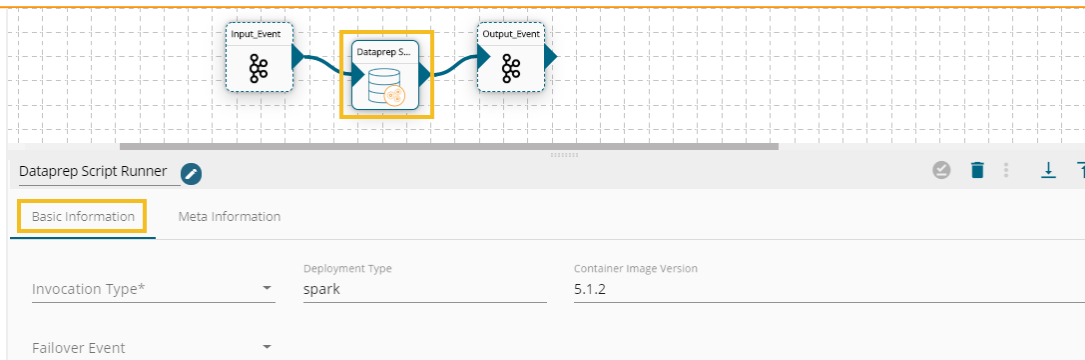 Input_Event
Dataprep S...
Output_Event
Dataprep Script Runner
Basic Information
Meta Information
Invocation Type*
Deployment Type
spark
Container Image Version
5.1.2
Failover Event